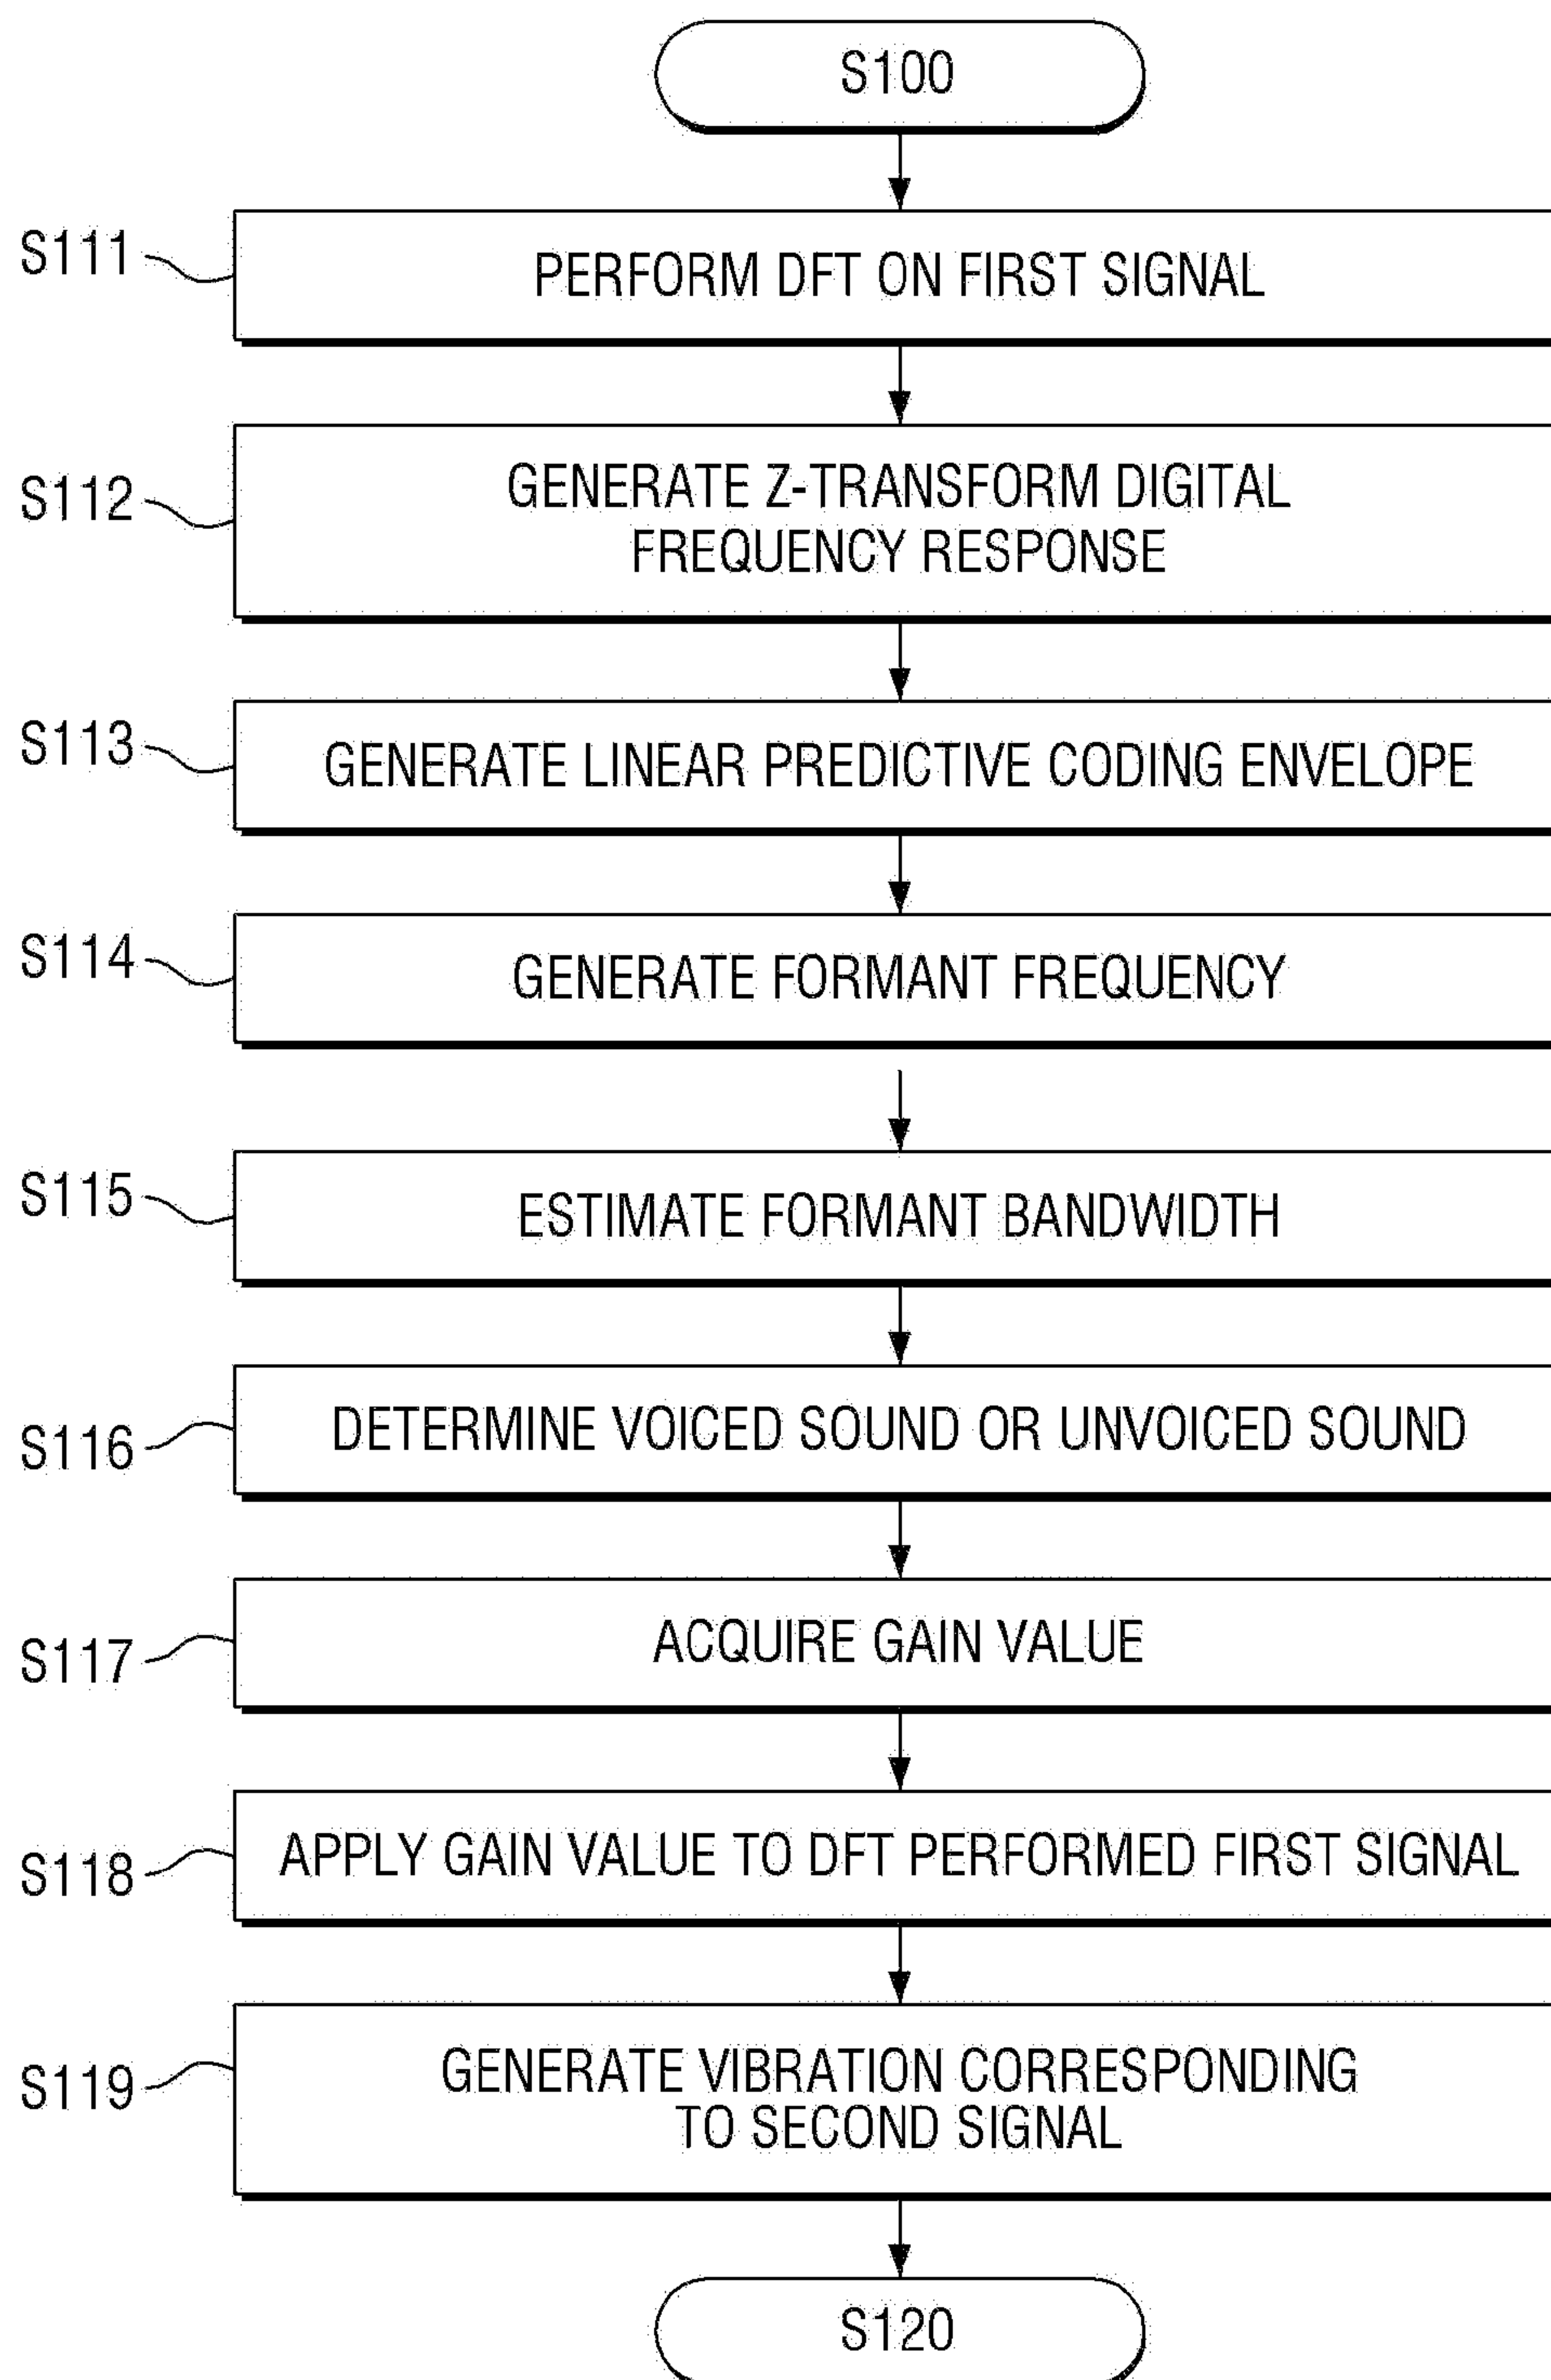 S100
S111
PERFORM DFT ON FIRST SIGNAL
S112
GENERATE Z-TRANSFORM DIGITAL
FREQUENCY RESPONSE
S113
GENERATE LINEAR PREDICTIVE CODING ENVELOPE
S114
GENERATE FORMANT FREQUENCY
S115
ESTIMATE FORMANT BANDWIDTH
S116
DETERMINE VOICED SOUND OR UNVOICED SOUND
S117
ACQUIRE GAIN VALUE
S118
APPLY GAIN VALUE TO DFT PERFORMED FIRST SIGNAL
S119
GENERATE VIBRATION CORRESPONDING
TO SECOND SIGNAL
S120